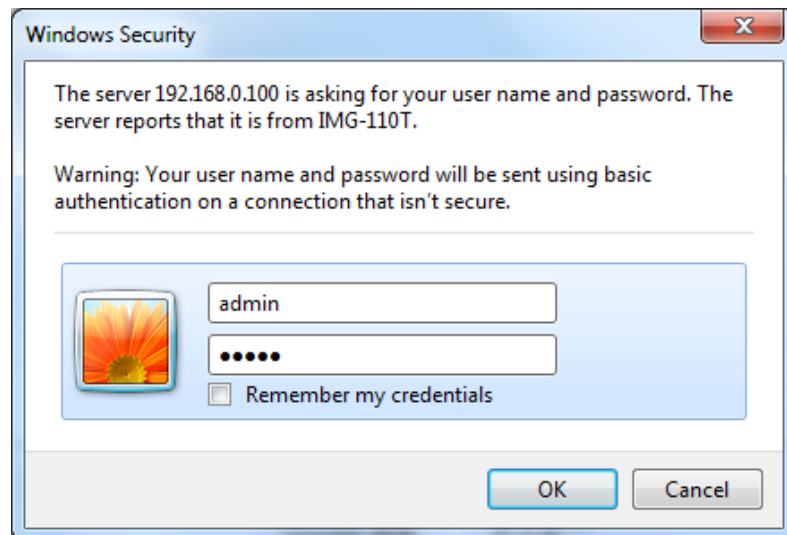 Windows Security
The server 192.168.0.100 is asking for your user name and password. The
server reports that it is from IMG-110T.
Warning: Your user name and password will be sent using basic
authentication on a connection that isn't secure.
admin
●●●●●
Remember my credentials
OK
Cancel